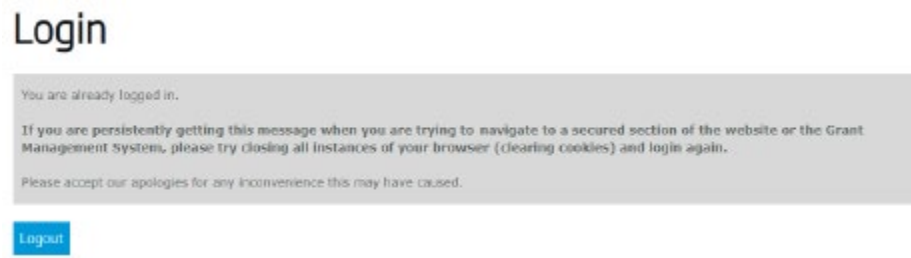 Login
You are already logged in.
If you are persistently getting this message when you are trying to navigate to a secured section of the website or the Grant
Management System, please try closing all instances of your browser (clearing cookies) and login again.
Please accept our apologies for any inconvenience this may have caused.
Logout